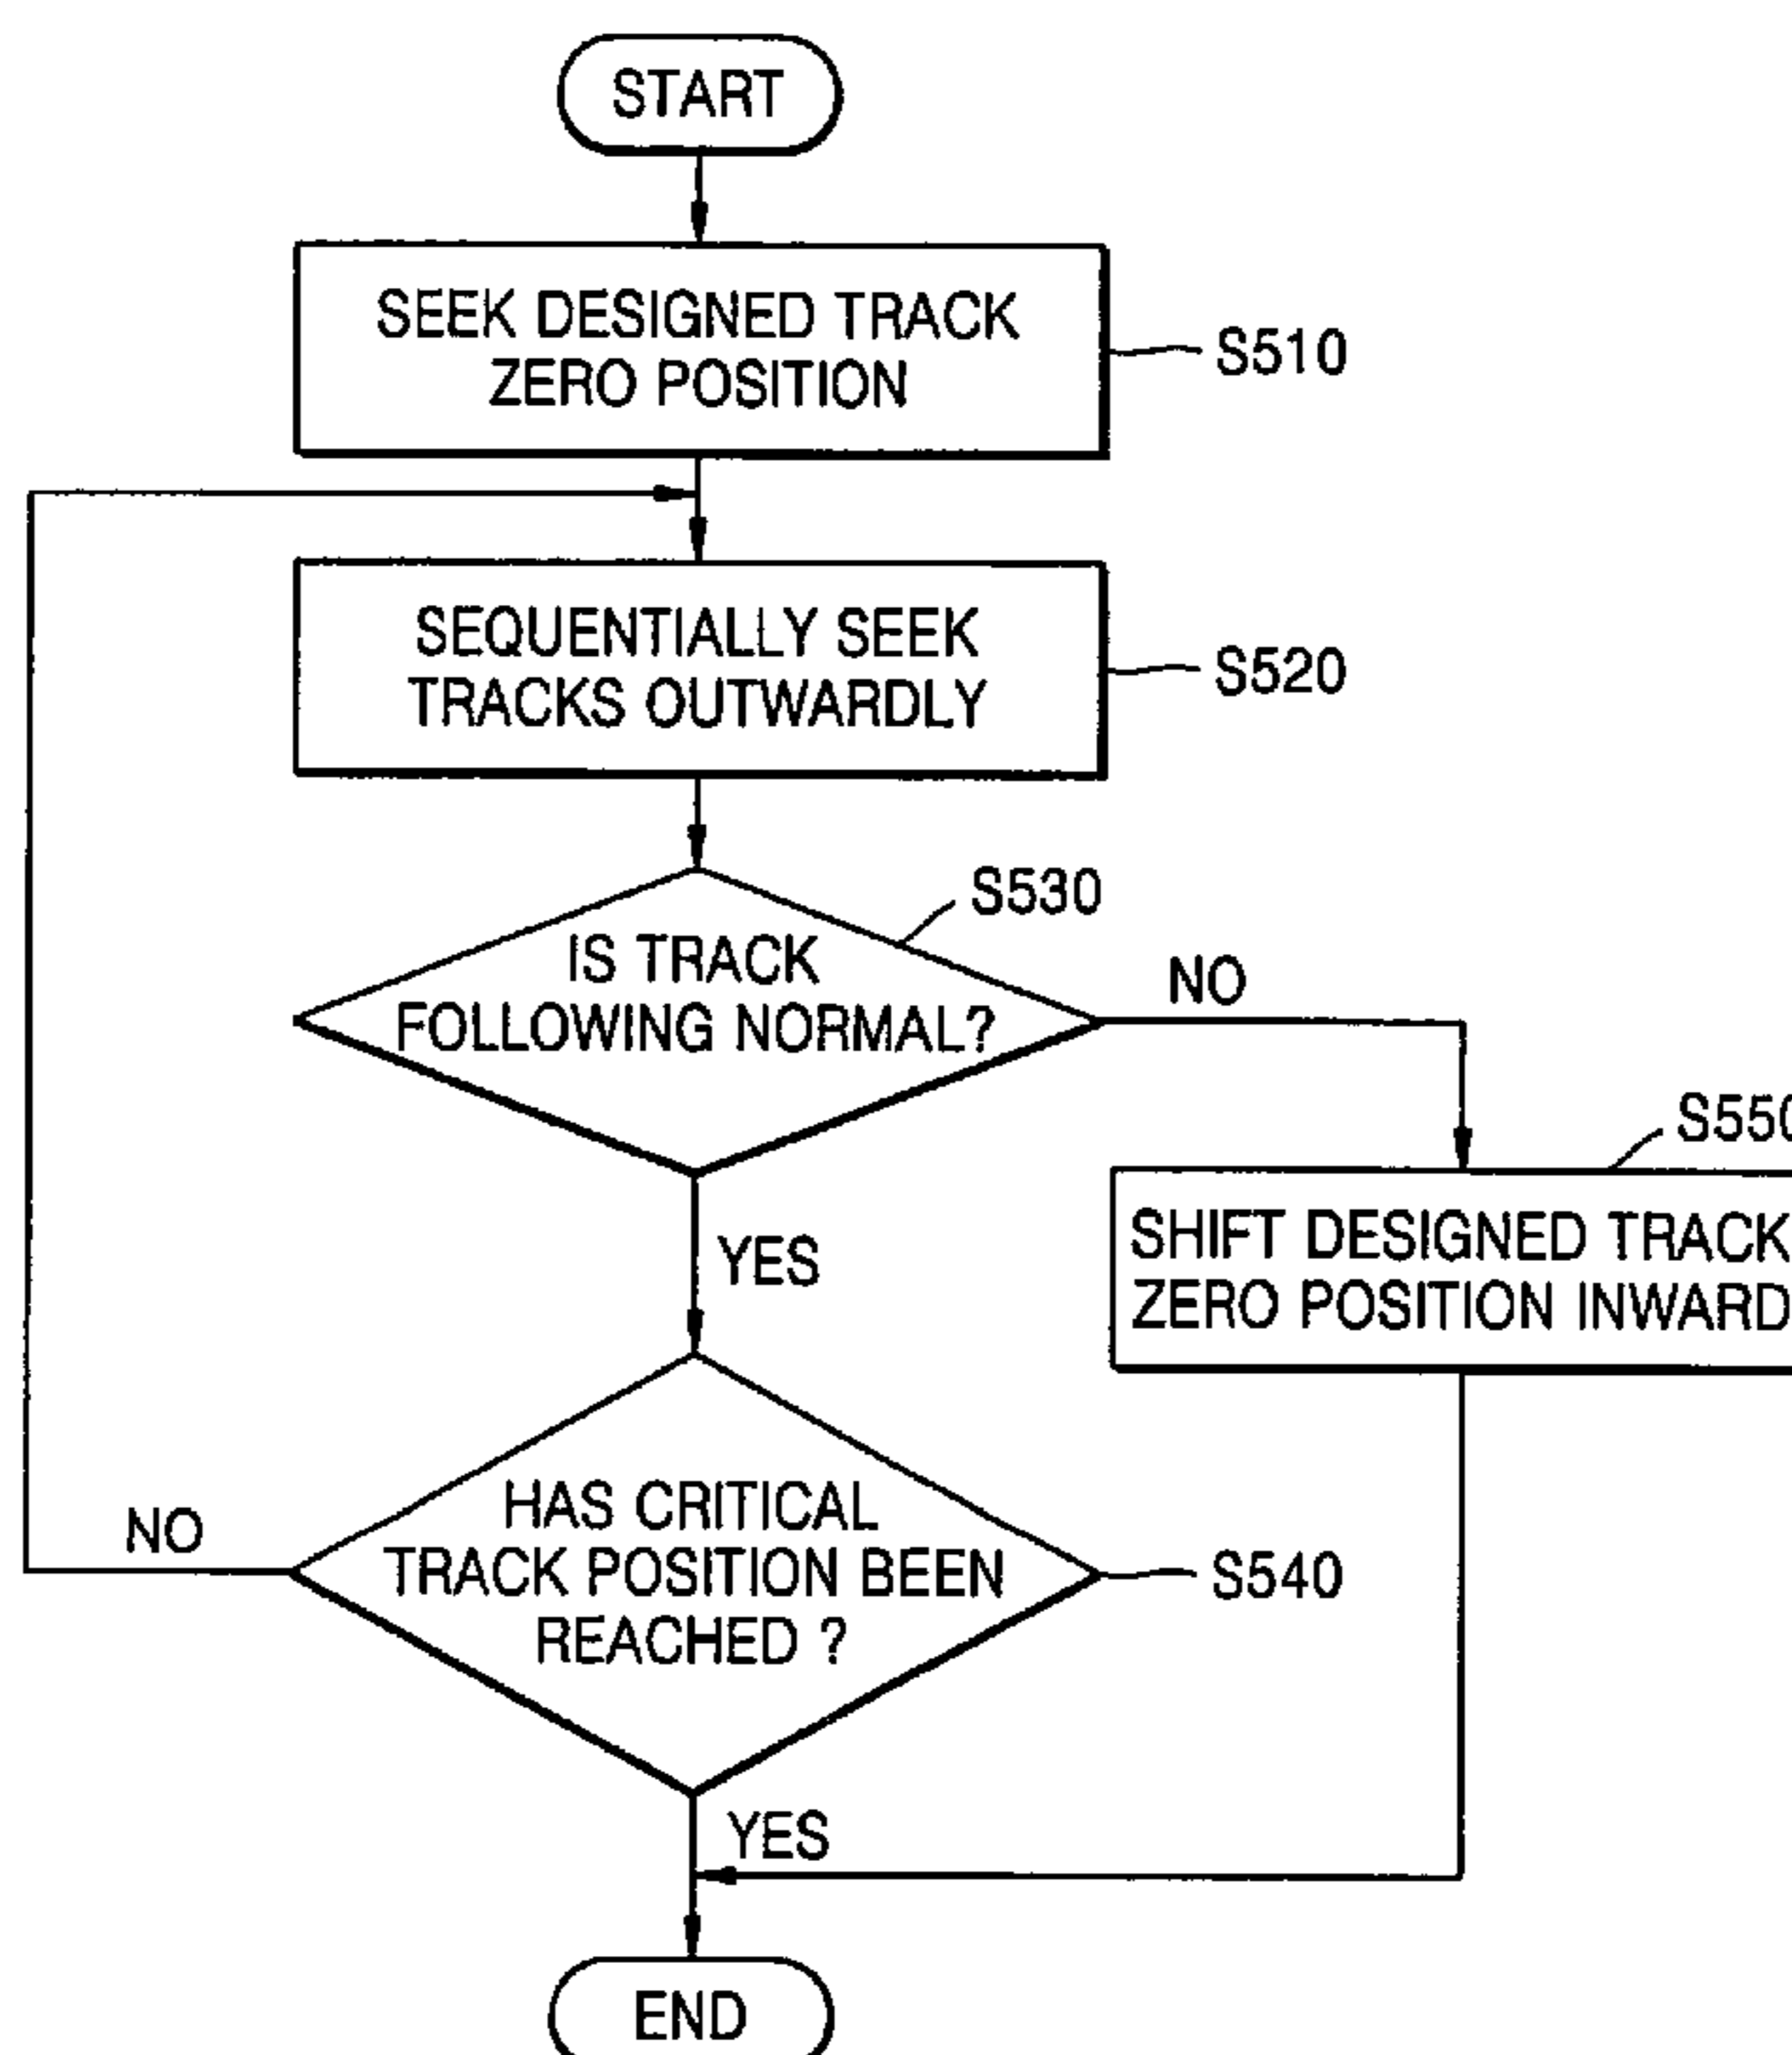 START
SEEK DESIGNED TRACK
ZERO POSITION
S510
SEQUENTIALLY SEEK
TRACKS OUTWARDLY
S520
S530
IS TRACK
FOLLOWING NORMAL?
NO
S550
YES
SHIFT DESIGNED TRACK
ZERO POSITION INWARD
HAS CRITICAL
TRACK POSITION BEEN
REACHED ?
NO
S540
YES
END